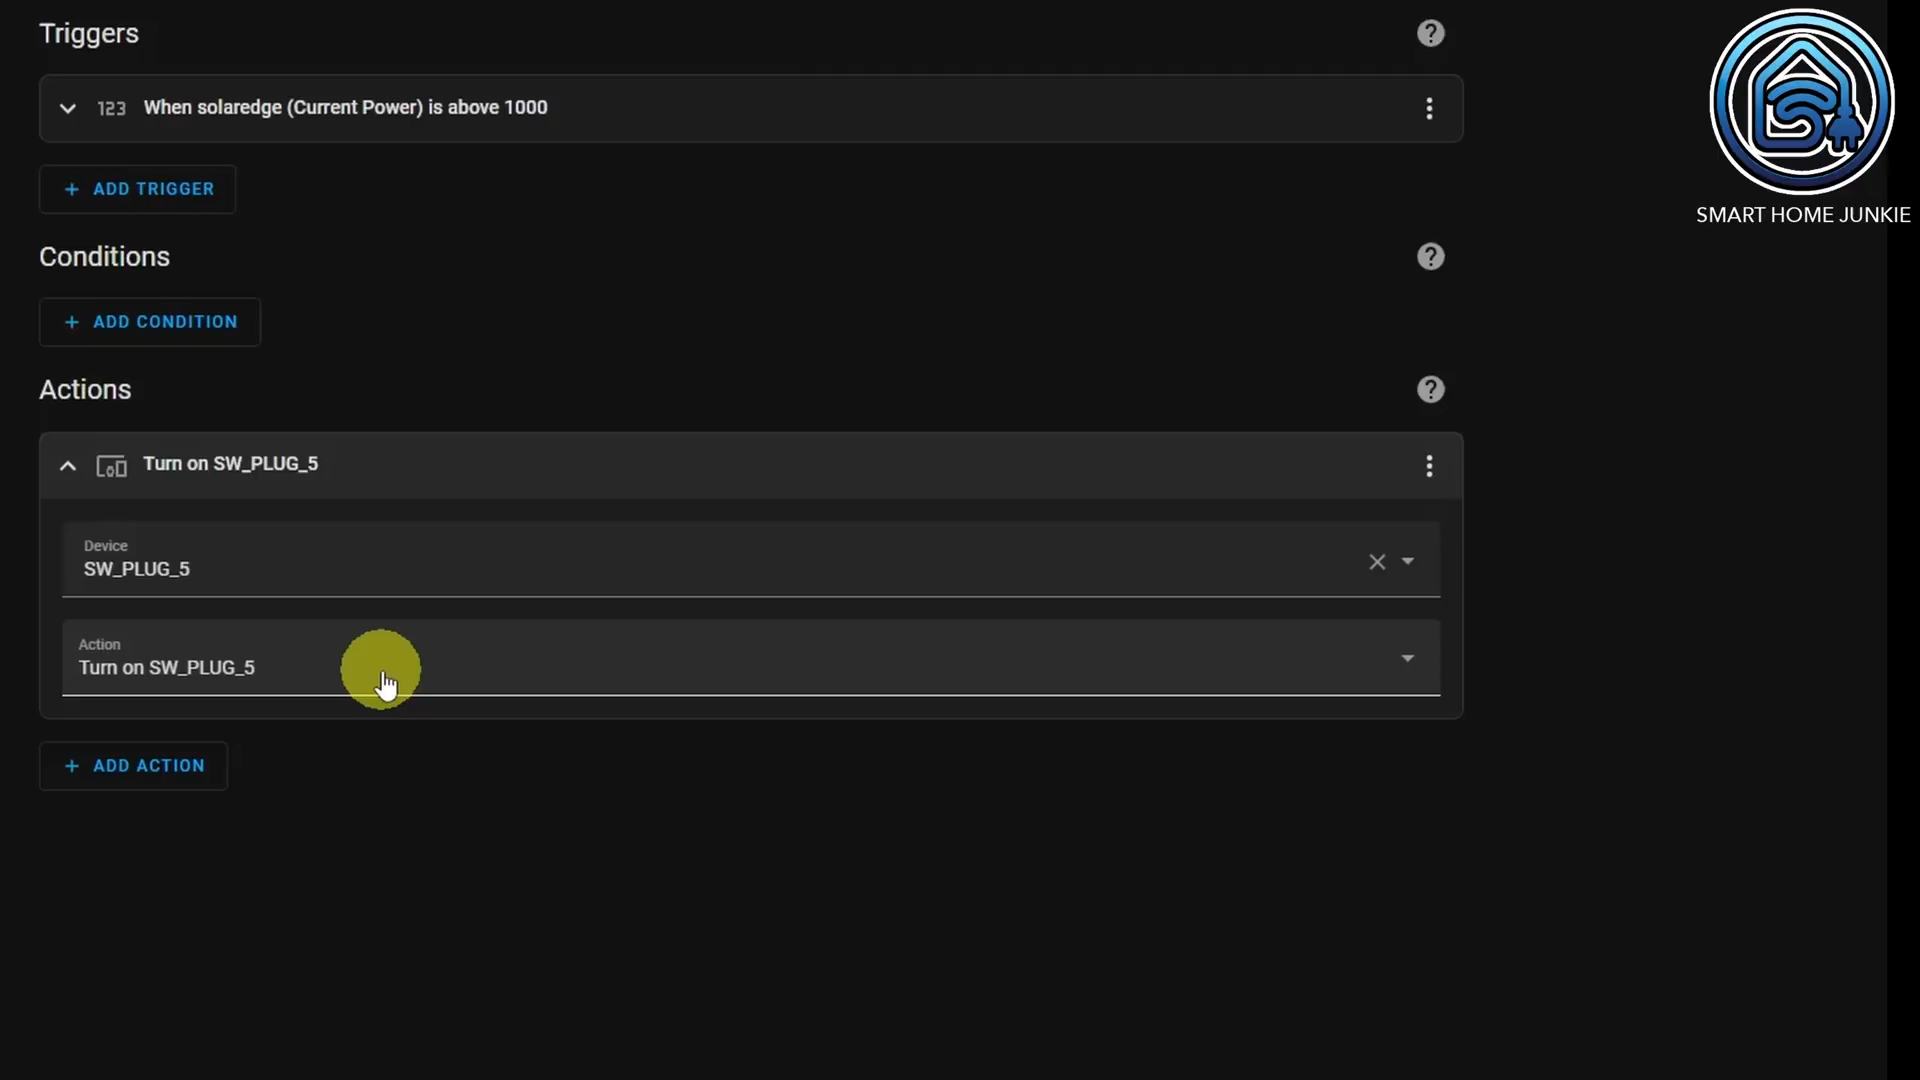 Triggers
123 When solaredge (Current Power) is above 1000
+ ADD TRIGGER
Conditions
+ ADD CONDITION
Actions
Turn on SW_PLUG_5
Device
SW_PLUG_5
Action
Turn on SW_PLUG_5
+ ADD ACTION
SMART HOME JUNKIE